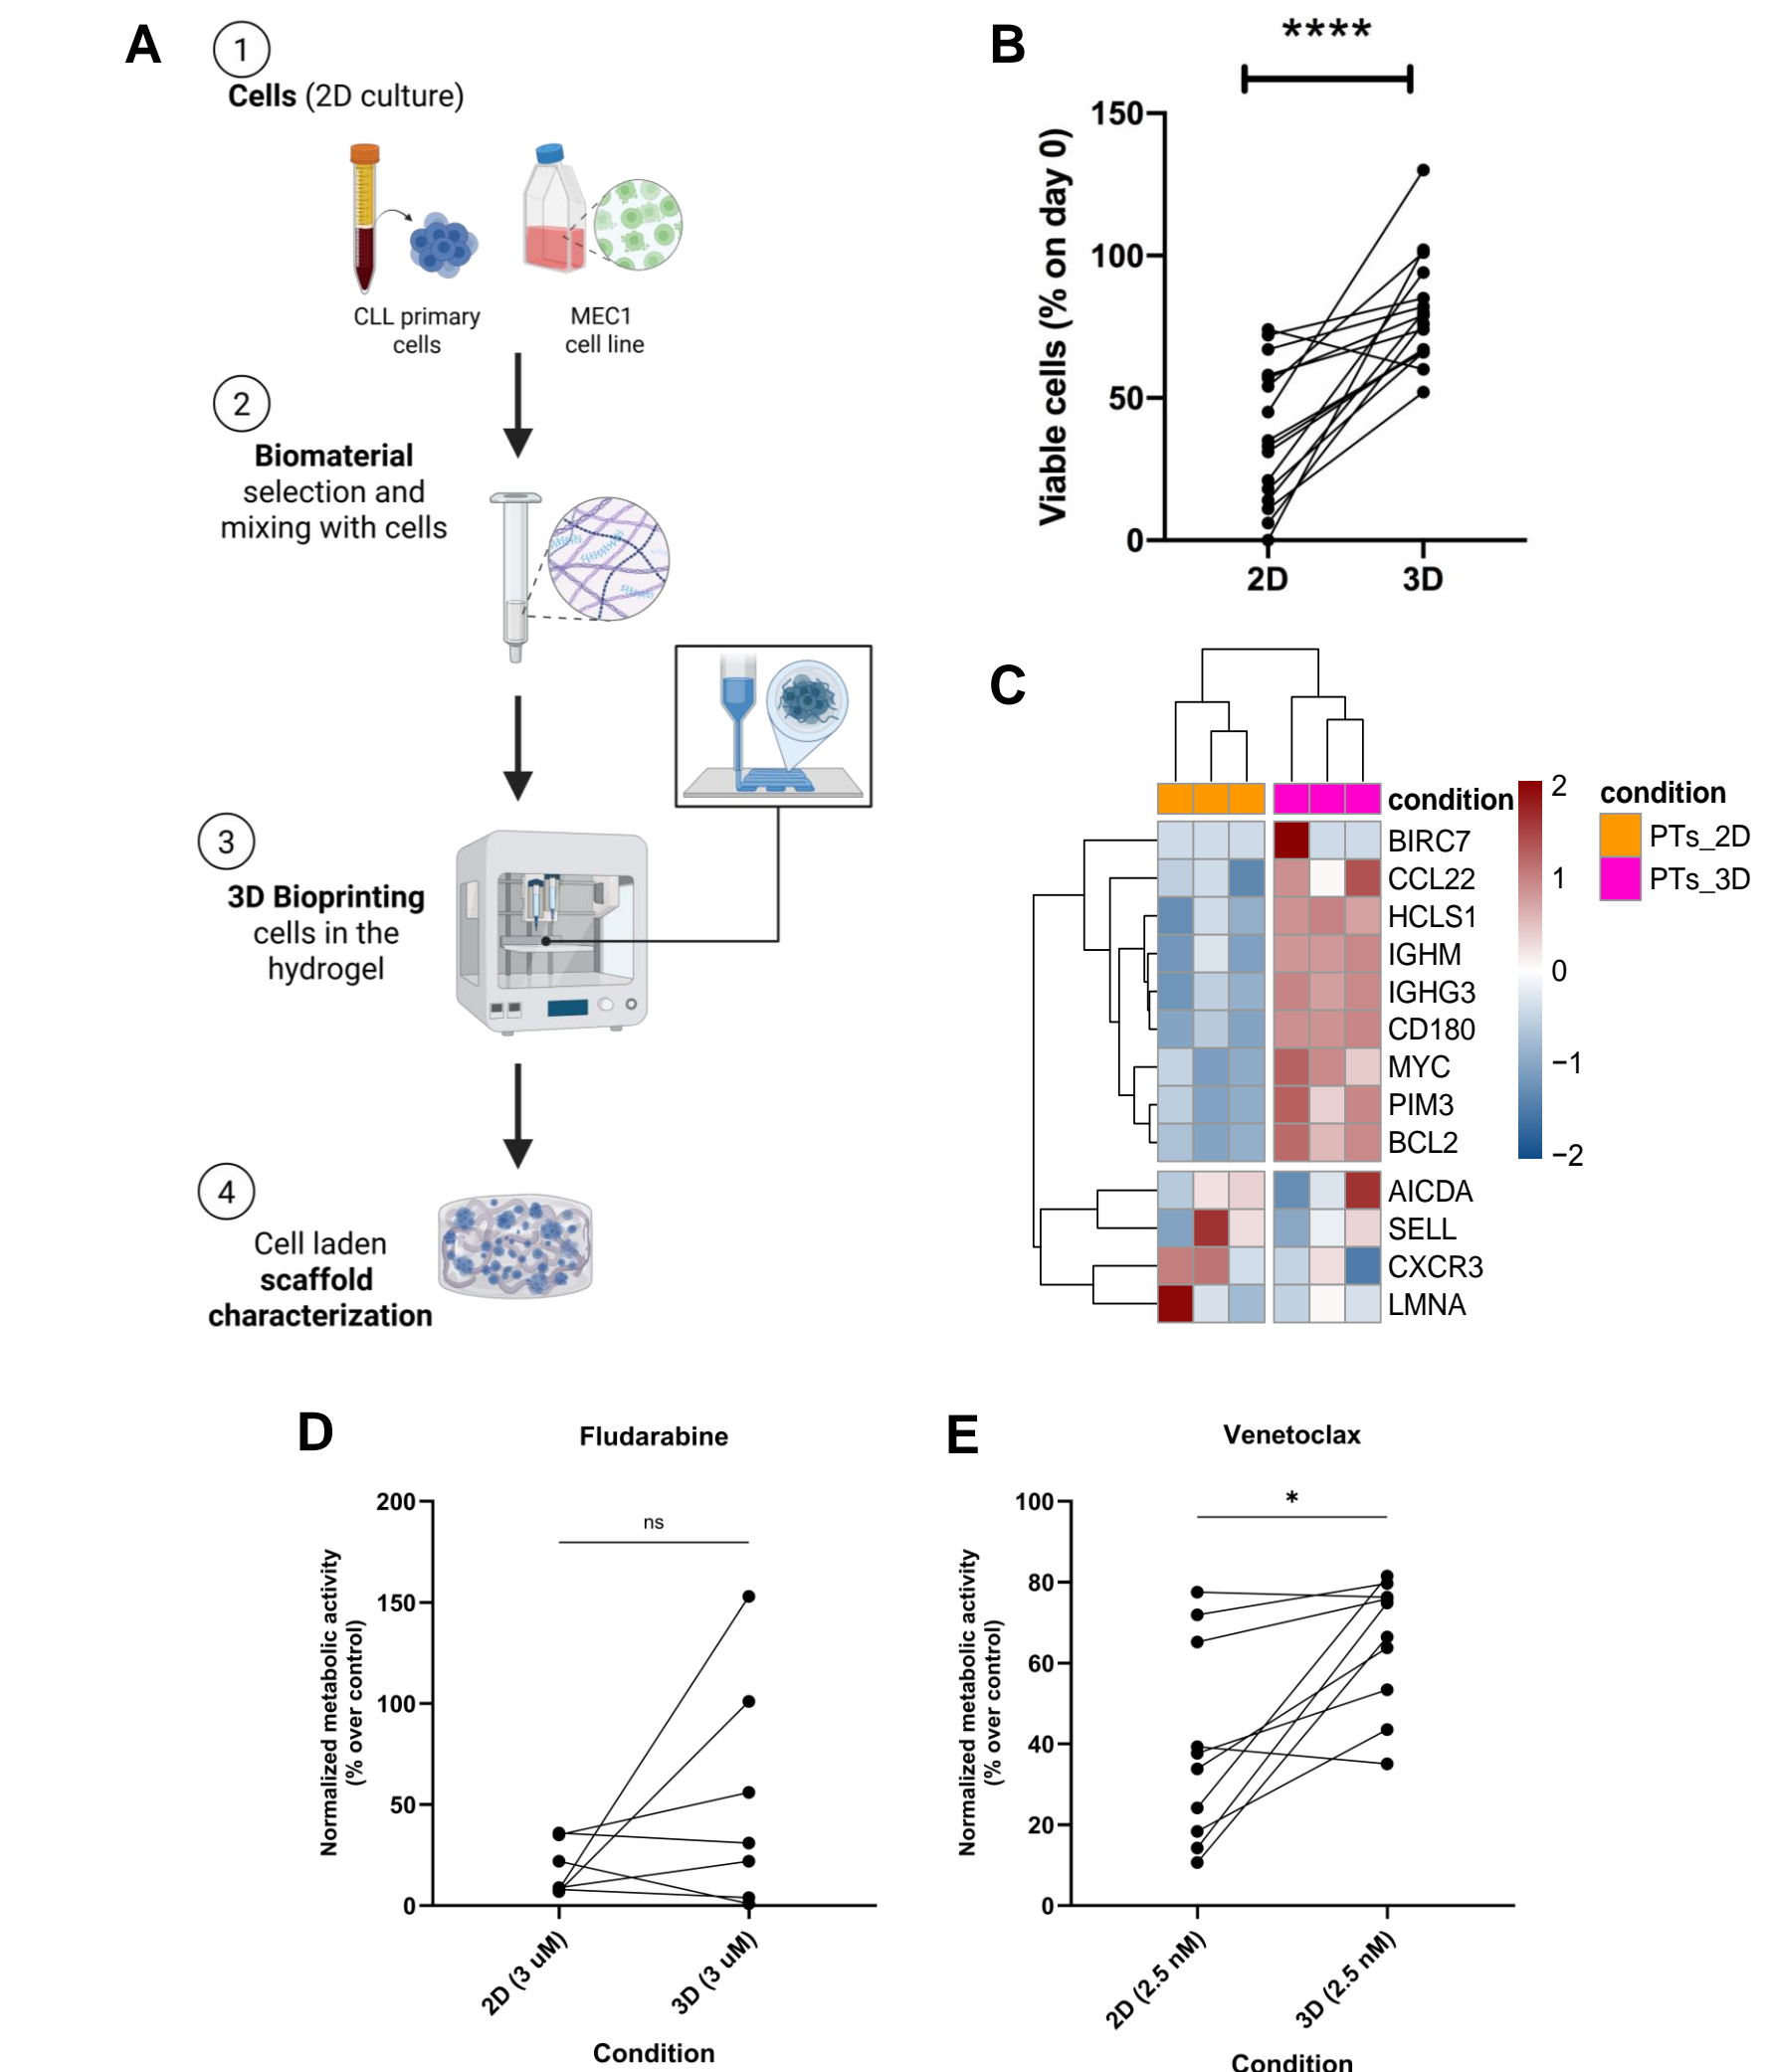 A
1
Cells (2D culture)
CLL primary
cells
MEC1
cell line
2
Biomaterial
selection and
mixing with cells
3
3D Bioprinting
cells in the
hydrogel
4
Cell laden
scaffold
characterization
B
****
Viable cells (% on day 0)
150
100
50
0
2D
3D
C
condition
BIRC7
CCL22
HCLS1
IGHM
IGHG3
CD180
MYC
PIM3
BCL2
AICDA
SELL
CXCR3
LMNA
2
1
0
−1
−2
condition
PTs_2D
PTs_3D
D
Fludarabine
Normalized metabolic activity
(% over control)
200
150
100
50
0
ns
2D (3 uM)
3D (3 uM)
Condition
E
Venetoclax
Normalized metabolic activity
(% over control)
100
80
60
40
20
0
*
2D (2.5 nM)
3D (2.5 nM)
Condition